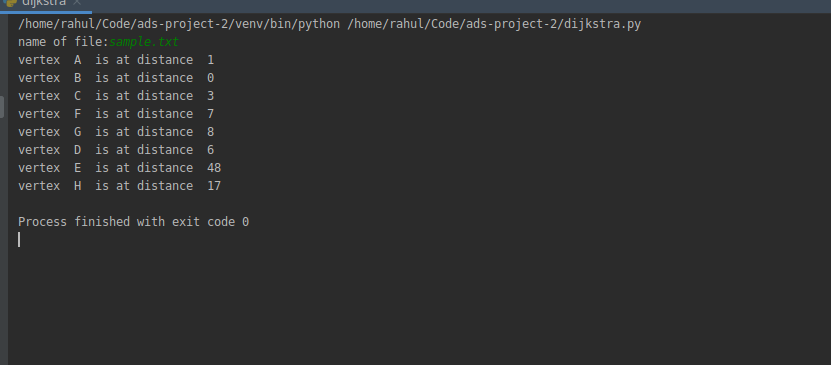 dijkstra ×
/home/rahul/Code/ads-project-2/venv/bin/python /home/rahul/Code/ads-project-2/dijkstra.py
name of file:sample.txt
vertex  A  is at distance  1
vertex  B  is at distance  0
vertex  C  is at distance  3
vertex  F  is at distance  7
vertex  G  is at distance  8
vertex  D  is at distance  6
vertex  E  is at distance  48
vertex  H  is at distance  17
Process finished with exit code 0